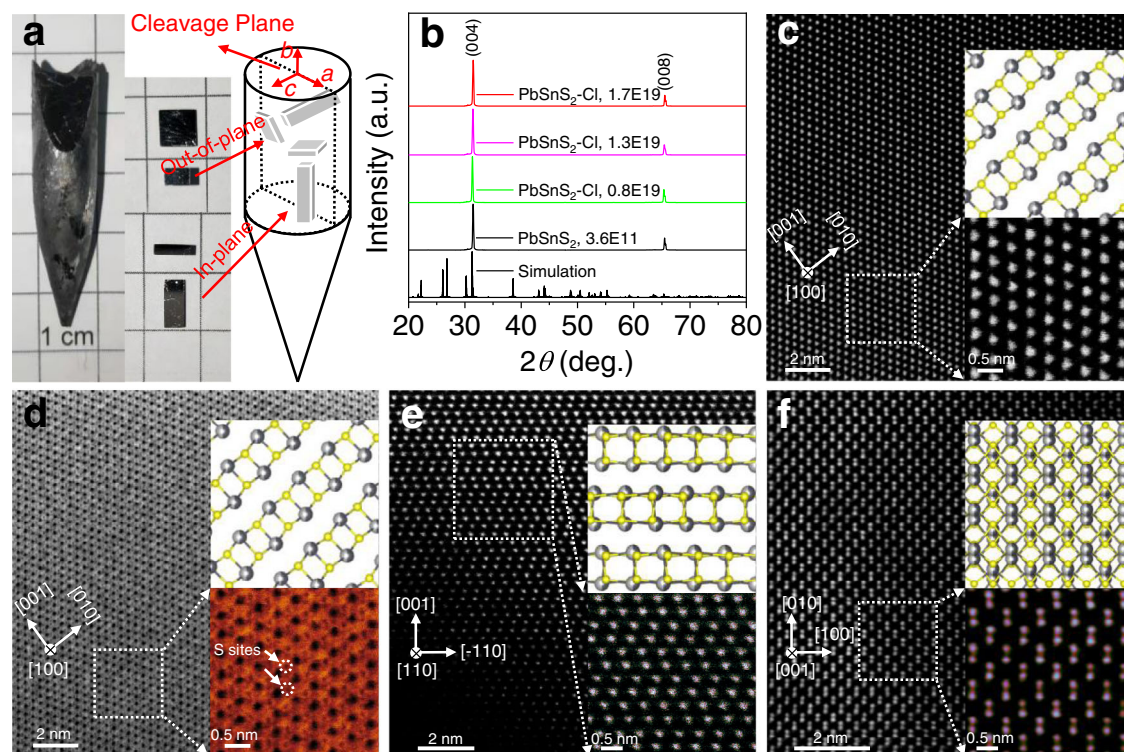 a
Cleavage Plane
b
a
c
Out-of-plane
In-plane
1 cm
b
Intensity (a.u.)
(004)
(008)
PbSnS2-Cl, 1.7E19
PbSnS2-Cl, 1.3E19
PbSnS2-Cl, 0.8E19
PbSnS2, 3.6E11
Simulation
20 30 40 50 60 70 80
2θ (deg.)
c
[001]
[010]
[100]
2 nm
0.5 nm
d
[001]
[010]
[100]
S sites
2 nm
0.5 nm
e
[001]
[-110]
[110]
2 nm
0.5 nm
f
[010]
[100]
[001]
2 nm
0.5 nm